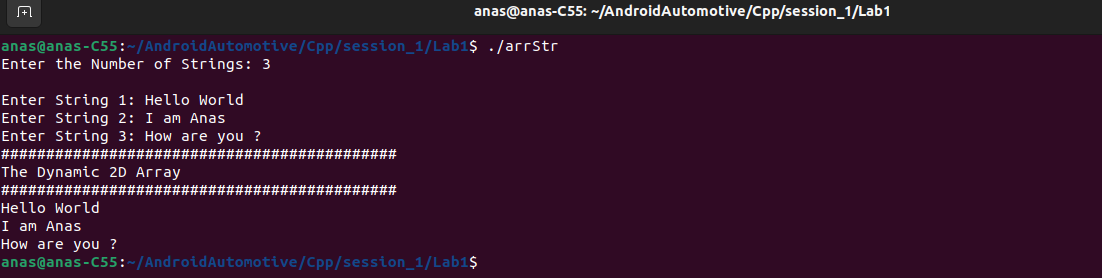 anas@anas-C55: ~/AndroidAutomotive/Cpp/session_1/Lab1
anas@anas-C55:~/AndroidAutomotive/Cpp/session_1/Lab1$ ./arrStr
Enter the Number of Strings: 3

Enter String 1: Hello World
Enter String 2: I am Anas
Enter String 3: How are you ?
############################################
The Dynamic 2D Array
############################################
Hello World
I am Anas
How are you ?
anas@anas-C55:~/AndroidAutomotive/Cpp/session_1/Lab1$